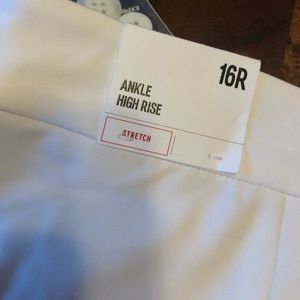 16R
ANKLE
HIGH RISE
STRETCH